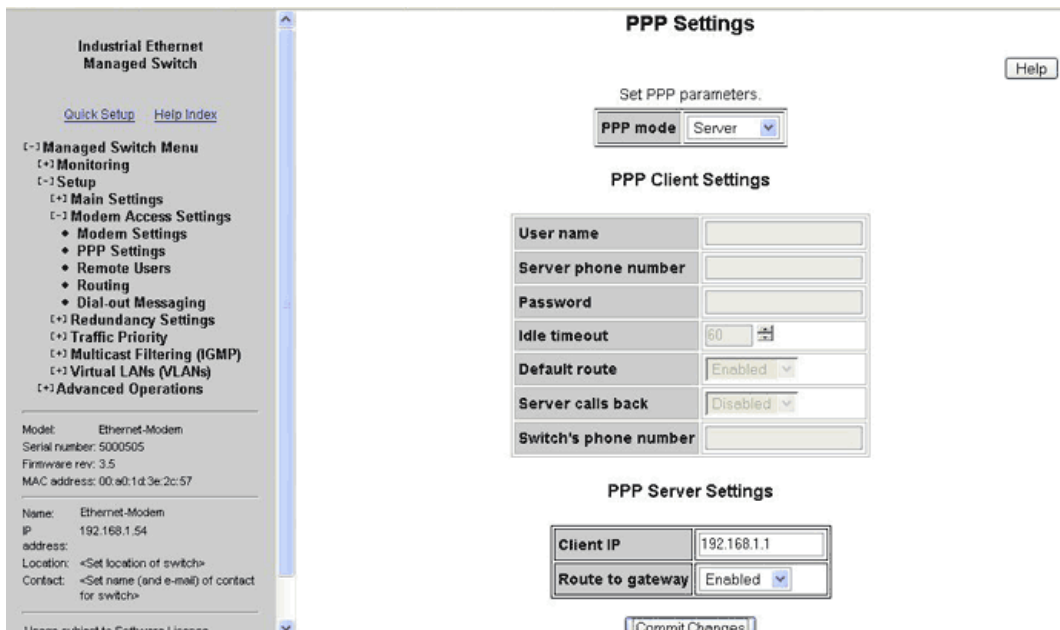 Industrial Ethernet
Managed Switch
Quick Setup Help Index
[-] Managed Switch Menu
[+] Monitoring
[-] Setup
[+] Main Settings
[-] Modem Access Settings
Modem Settings
PPP Settings
Remote Users
Routing
Dial-out Messaging
[+] Redundancy Settings
[+] Traffic Priority
[+] Multicast Filtering (IGMP)
[+] Virtual LANs (VLANs)
[+] Advanced Operations
Model: Ethernet-Modem
Serial number: 5000505
Firmware rev: 3.5
MAC address: 00:a0:1d:3e:2c:57
Name: Ethernet-Modem
IP address: 192.168.1.54
Location: <Set location of switch>
Contact: <Set name (and e-mail) of contact
for switch>
Usage subject to Software License
PPP Settings
Help
Set PPP parameters.
PPP mode Server
PPP Client Settings
User name
Server phone number
Password
Idle timeout 60
Default route Enabled
Server calls back Disabled
Switch's phone number
PPP Server Settings
Client IP 192.168.1.1
Route to gateway Enabled
Commit Changes